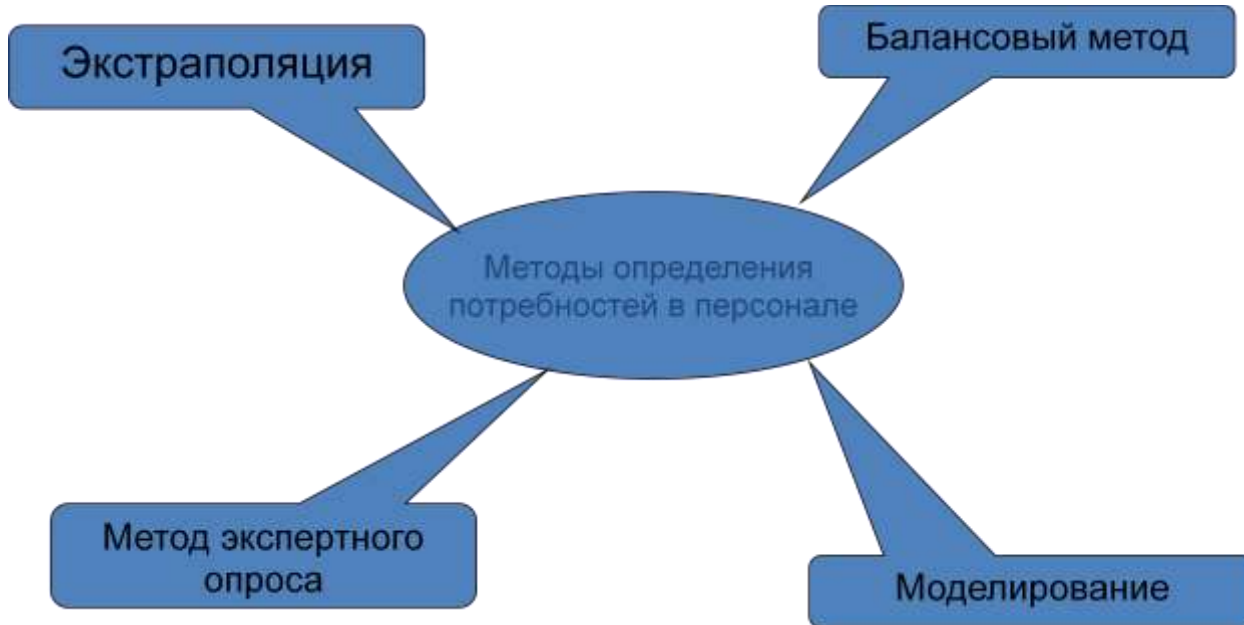 Экстраполяция
Балансовый метод
Методы определения
потребностей в персонале
Метод экспертного
опроса
Моделирование